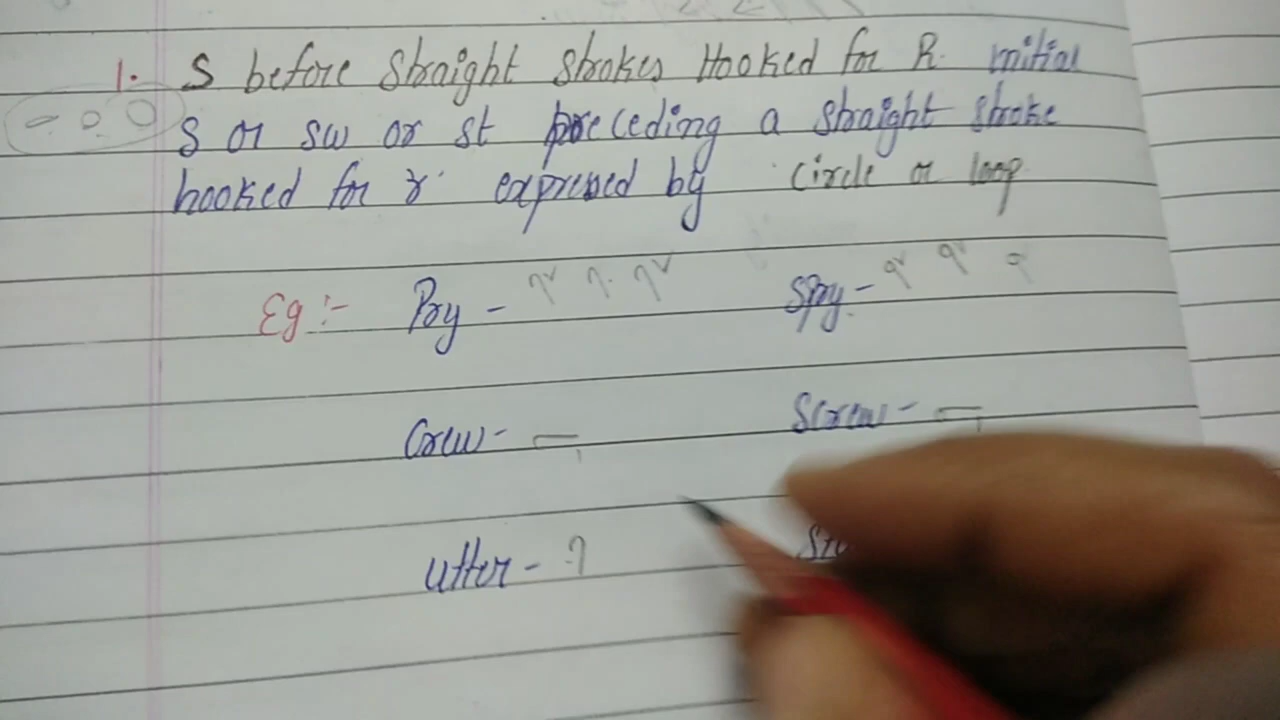 1. S before Straight Strokes Hooked for R. Initial
S or sw or st preceding a straight stroke
hooked for r. expressed by circle or loop
Eg:- Pry - Spry -
Crew - Screw -
utter -